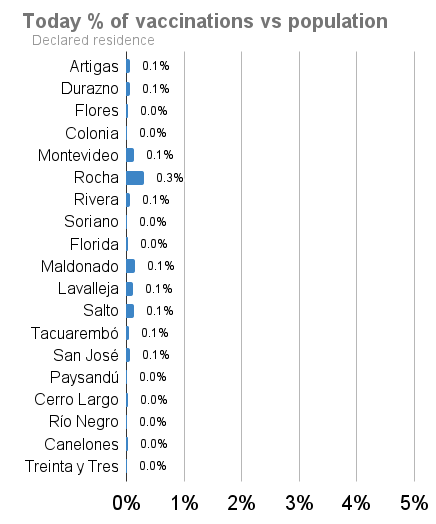 Today % of vaccinations vs population
Declared residence
Artigas 0.1%
Durazno 0.1%
Flores 0.0%
Colonia 0.0%
Montevideo 0.1%
Rocha 0.3%
Rivera 0.1%
Soriano 0.0%
Florida 0.0%
Maldonado 0.1%
Lavalleja 0.1%
Salto 0.1%
Tacuarembó 0.1%
San José 0.1%
Paysandú 0.0%
Cerro Largo 0.0%
Río Negro 0.0%
Canelones 0.0%
Treinta y Tres 0.0%
0% 1% 2% 3% 4% 5%